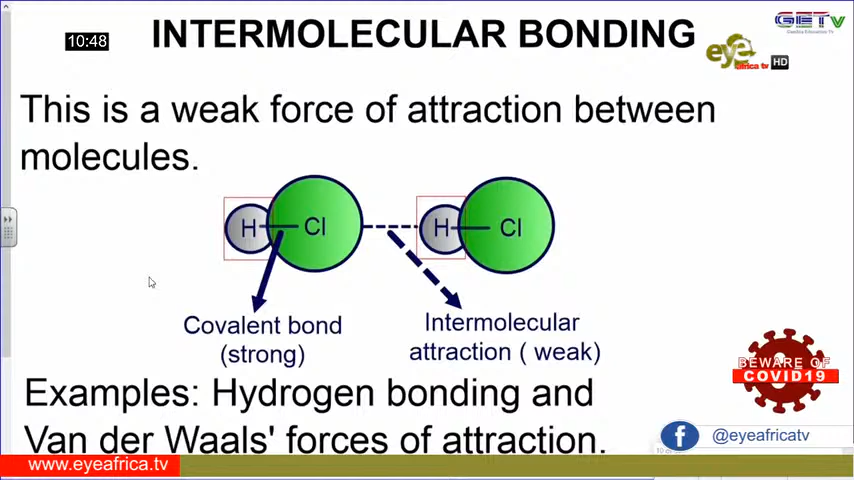 10:48
INTERMOLECULAR BONDING
GETv
eye
africa tv HD
This is a weak force of attraction between
molecules.
H Cl H Cl
Covalent bond
(strong)
Intermolecular
attraction ( weak)
BEWARE OF
COVID19
Examples: Hydrogen bonding and
Van der Waals' forces of attraction.
f @eyeafricatv
www.eyeafrica.tv